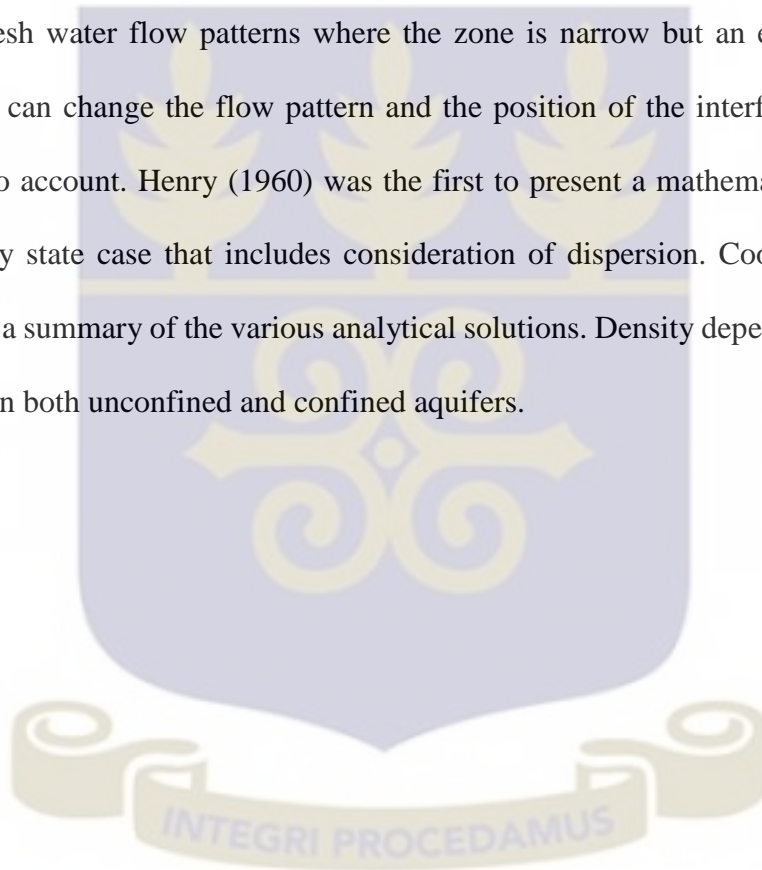 esh water flow patterns where the zone is narrow but an e
can change the flow pattern and the position of the interf
o account. Henry (1960) was the first to present a mathema
y state case that includes consideration of dispersion. Coo
a summary of the various analytical solutions. Density depe
n both unconfined and confined aquifers.
INTEGRI PROCEDAMUS